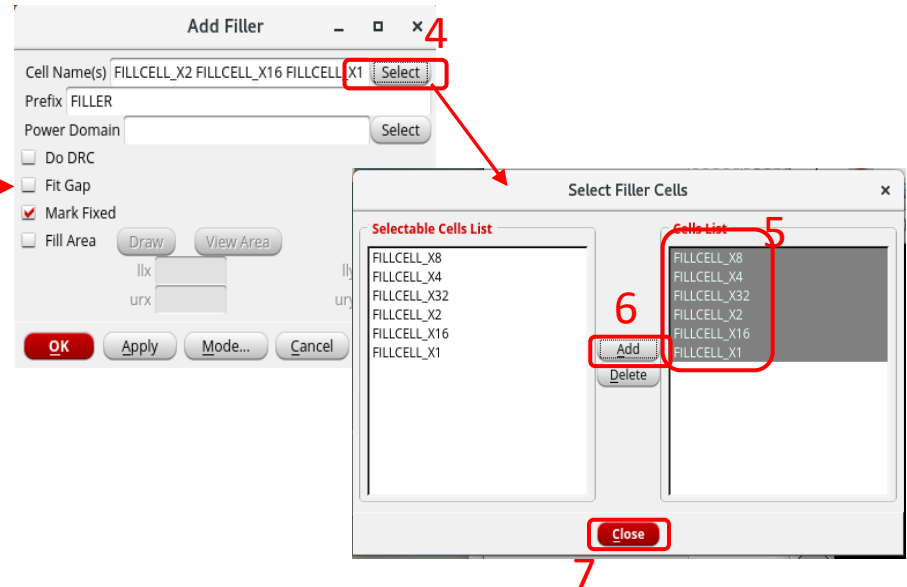 Add Filler
4
Cell Name(s) FILLCELL_X2 FILLCELL_X16 FILLCELL_X1 Select
Prefix FILLER
Power Domain Select
Do DRC
Fit Gap
Mark Fixed
Fill Area Draw View Area
llx
urx
OK Apply Mode... Cancel
Select Filler Cells
Selectable Cells List
FILLCELL_X8
FILLCELL_X4
FILLCELL_X32
FILLCELL_X2
FILLCELL_X16
FILLCELL_X1
6
Add
Delete
Cells List
5
FILLCELL_X8
FILLCELL_X4
FILLCELL_X32
FILLCELL_X2
FILLCELL_X16
FILLCELL_X1
Close
7